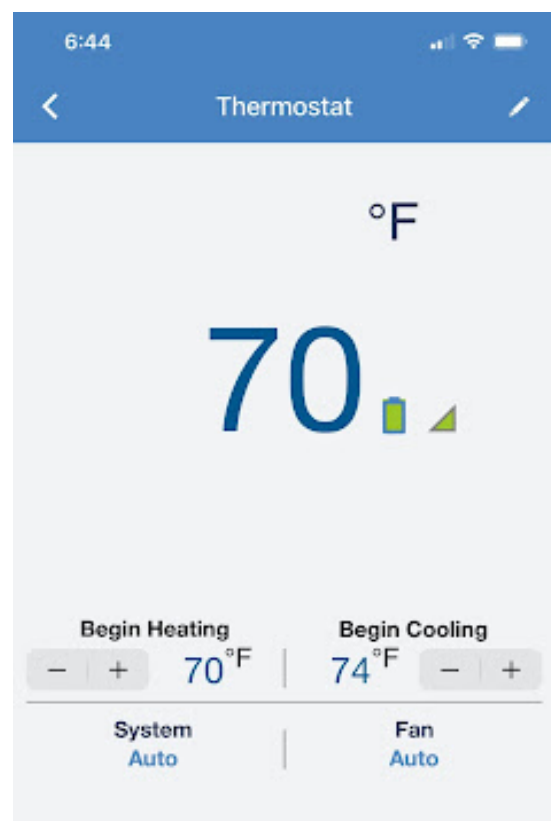 6:44
Thermostat
°F
70
Begin Heating Begin Cooling
− + 70°F 74°F − +
System Fan
Auto Auto